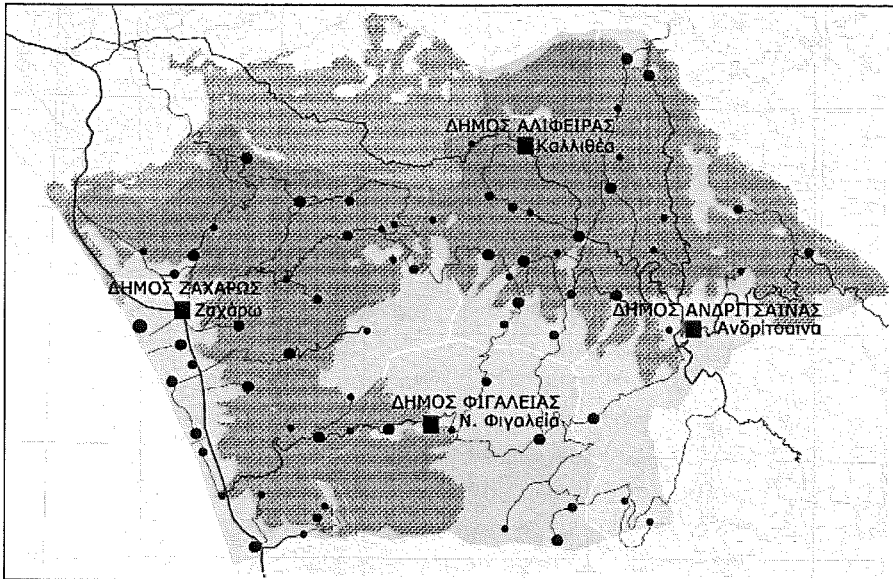 ΔΗΜΟΣ ΑΛΙΦΕΙΡΑΣ
Καλλιθέα
ΔΗΜΟΣ ΖΑΧΑΡΩΣ
Ζαχάρω
ΔΗΜΟΣ ΑΝΔΡΙΤΣΑΙΝΑΣ
Ανδρίτσαινα
ΔΗΜΟΣ ΦΙΓΑΛΕΙΑΣ
Ν. Φιγαλεία